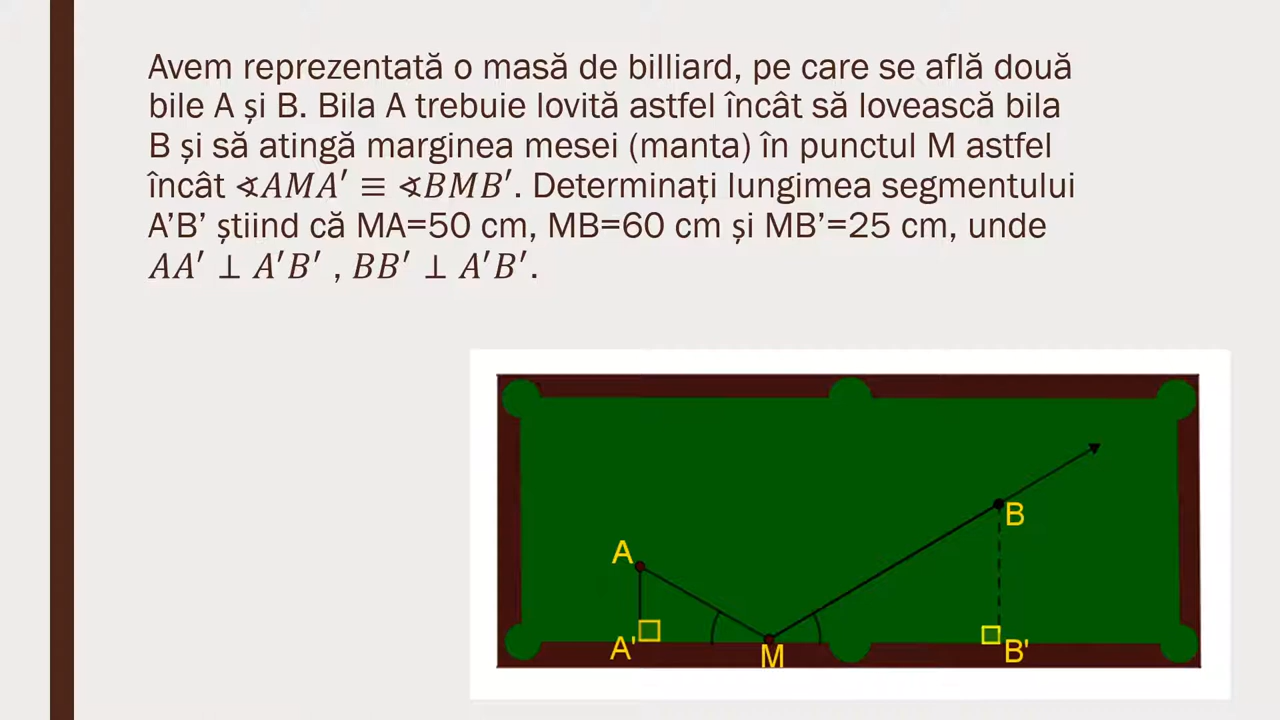 Avem reprezentată o masă de billiard, pe care se află două
bile A și B. Bila A trebuie lovită astfel încât să lovească bila
B și să atingă marginea mesei (manta) în punctul M astfel
încât ∢AMA′ ≡ ∢BMB′. Determinați lungimea segmentului
A’B’ știind că MA=50 cm, MB=60 cm și MB’=25 cm, unde
AA′ ⊥ A′B′ , BB′ ⊥ A′B′.
B
A
A'
M
B'